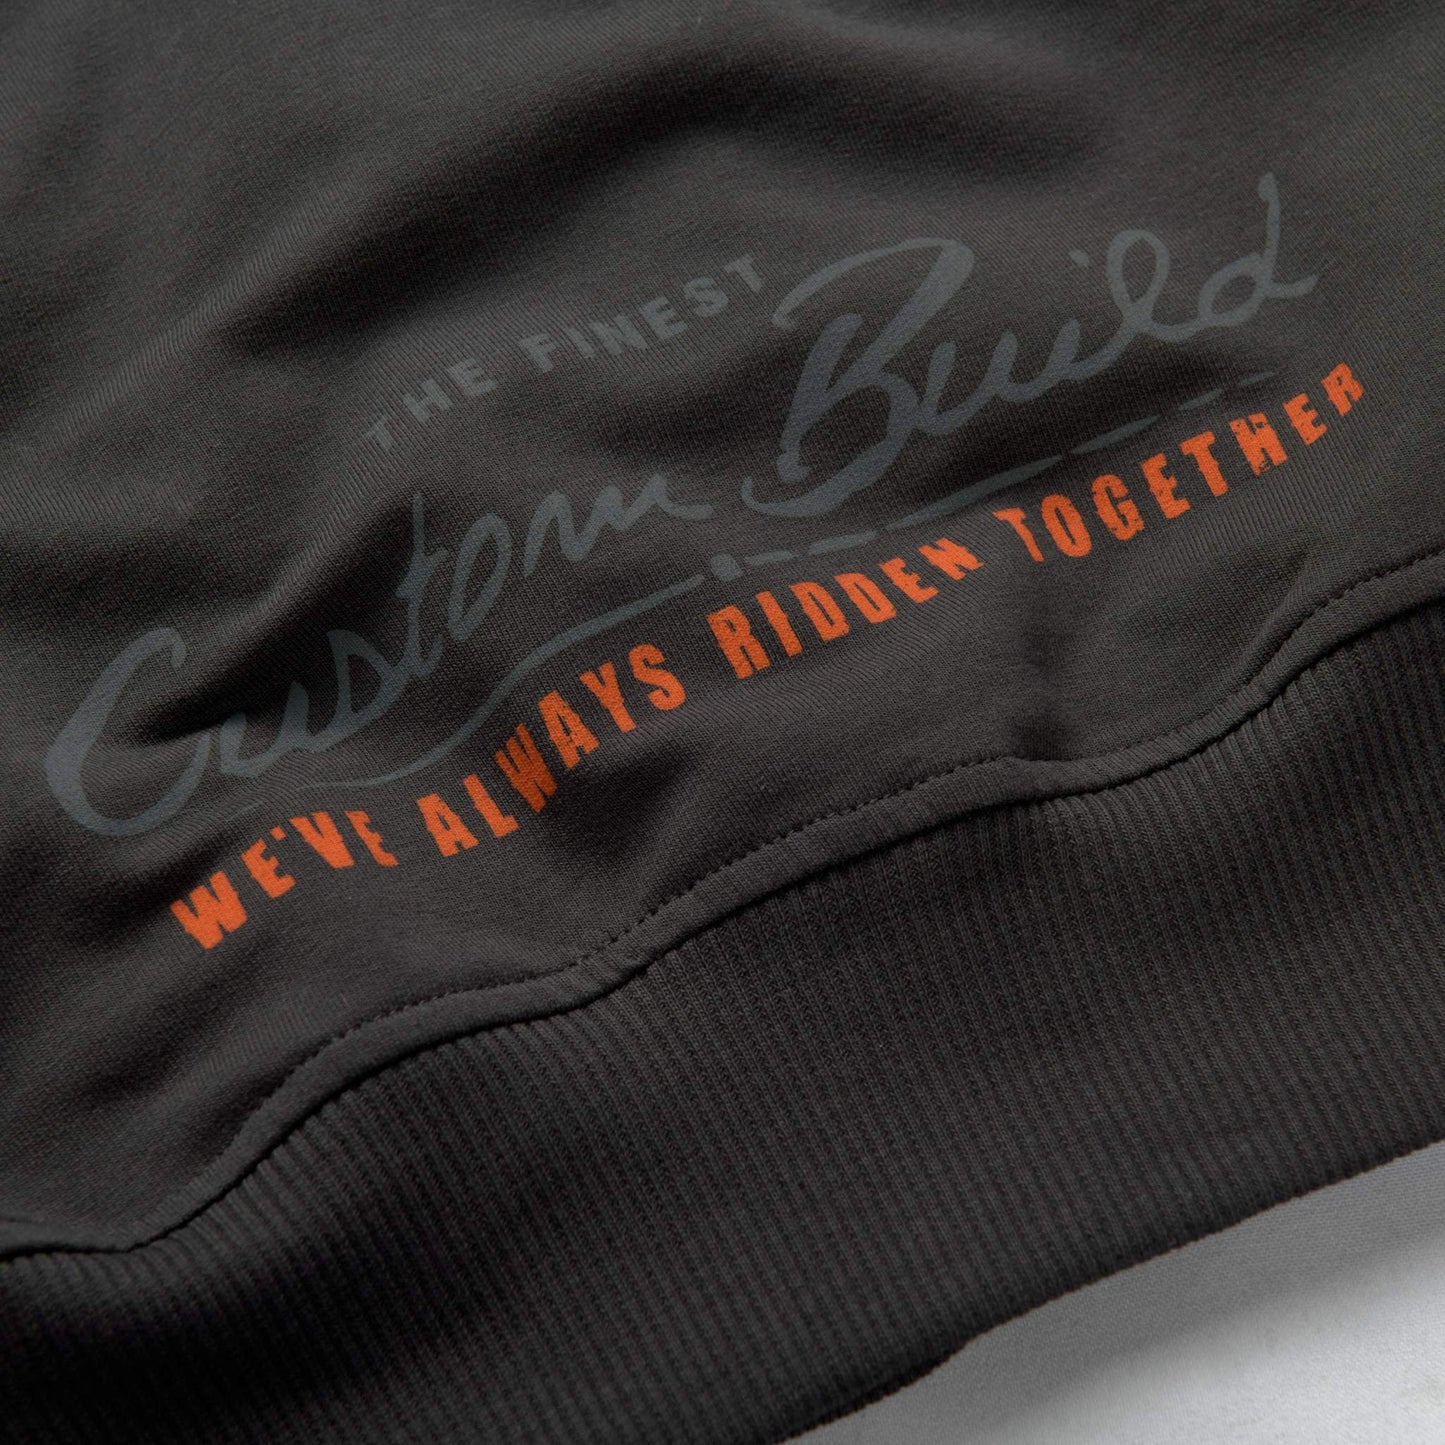 THE FINEST
Custom Build
WE'VE ALWAYS RIDDEN TOGETHER